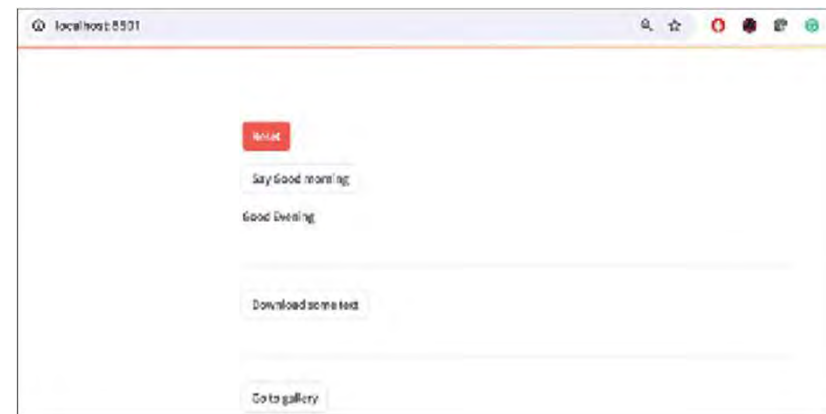 localhost:8501
Reset
Say Good morning
Good Evening
Download some text
Go to gallery